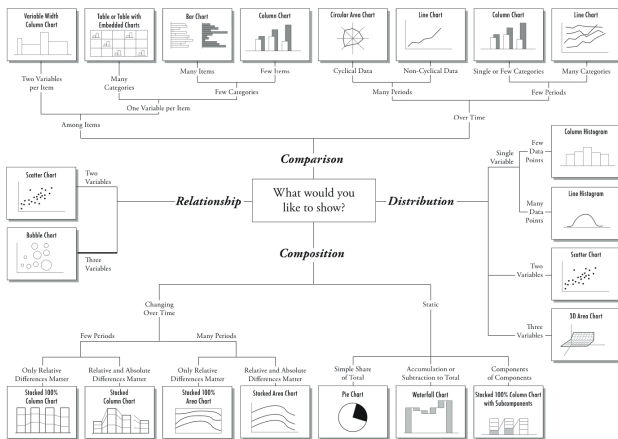 Variable Width
Column Chart
Table or Table with
Embedded Charts
Bar Chart
Column Chart
Circular Area Chart
Line Chart
Column Chart
Line Chart
Two Variables
per Item
Many
Categories
Many Items
Few Items
Cyclical Data
Non-Cyclical Data
Single or Few Categories
Many Categories
Few Categories
Many Periods
Few Periods
One Variable per Item
Among Items
Over Time
Comparison
What would you
like to show?
Relationship
Two
Variables
Scatter Chart
Three
Variables
Bubble Chart
Distribution
Single
Variable
Few
Data
Points
Column Histogram
Many
Data
Points
Line Histogram
Two
Variables
Scatter Chart
Three
Variables
3D Area Chart
Composition
Changing
Over Time
Static
Few Periods
Many Periods
Only Relative
Differences Matter
Relative and Absolute
Differences Matter
Only Relative
Differences Matter
Relative and Absolute
Differences Matter
Simple Share
of Total
Accumulation or
Subtraction to Total
Components
of Components
Stacked 100%
Column Chart
Stacked
Column Chart
Stacked 100%
Area Chart
Stacked Area Chart
Pie Chart
Waterfall Chart
Stacked 100% Column Chart
with Subcomponents